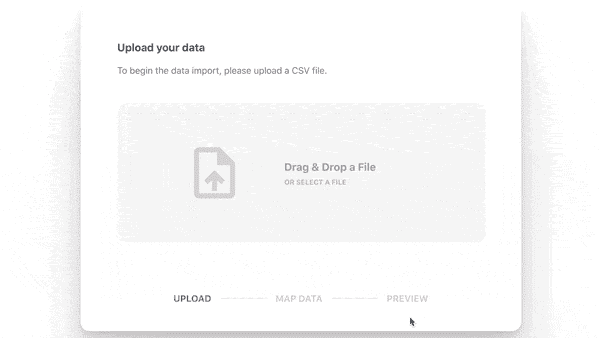 Upload your data
To begin the data import, please upload a CSV file.
Drag & Drop a File
OR SELECT A FILE
UPLOAD MAP DATA PREVIEW